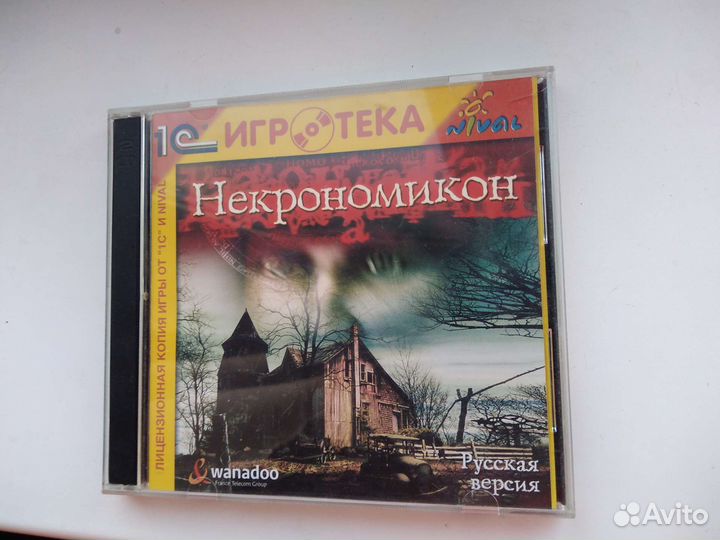 1С ИГРОТЕКА NIVAL
Некрономикон
ЛИЦЕНЗИОННАЯ КОПИЯ ИГРЫ ОТ "1С" И NIVAL
wanadoo
France Telecom Group
Русская
версия
Avito